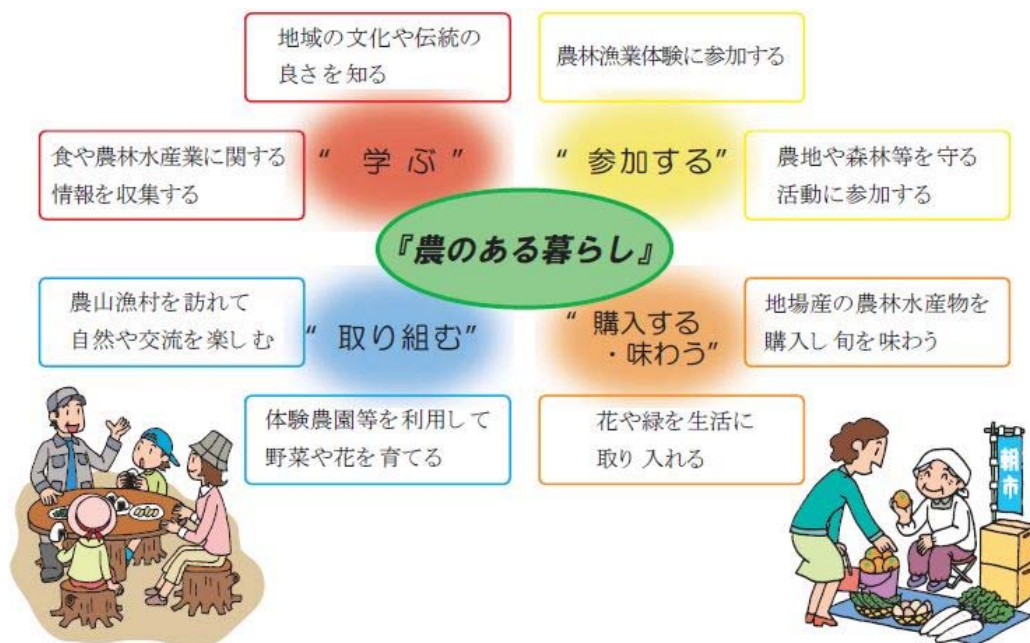 地域の文化や伝統の
良さを知る
農林漁業体験に参加する
食や農林水産業に関する
情報を収集する
“ 学 ぶ ”
“ 参加する”
農地や森林等を守る
活動に参加する
『農のある暮らし』
農山漁村を訪れて
自然や交流を楽しむ
“ 取り組む”
“ 購入する
・味わう”
地場産の農林水産物を
購入し旬を味わう
体験農園等を利用して
野菜や花を育てる
花や緑を生活に
取り入れる
朝市